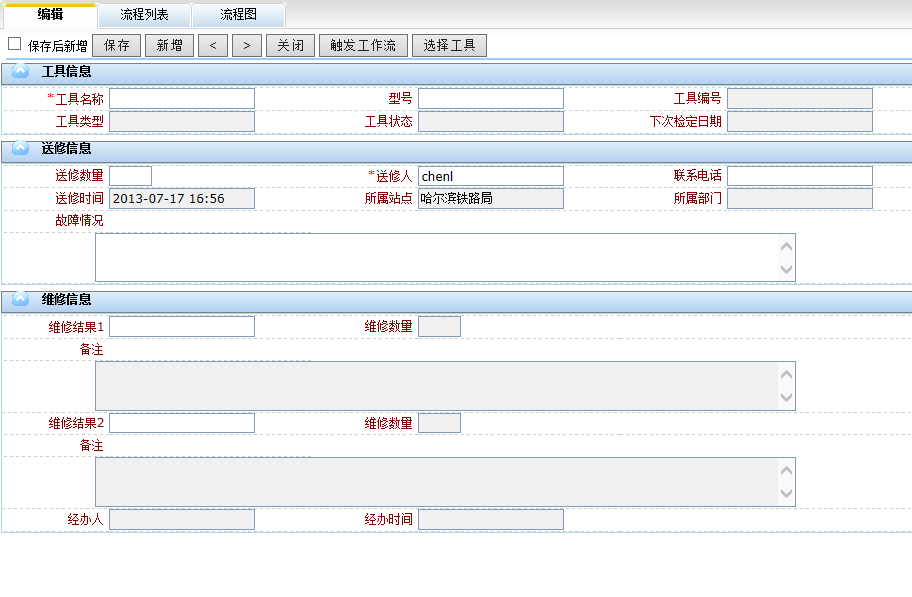 编辑 流程列表 流程图
保存后新增 保存 新增 < > 关闭 触发工作流 选择工具
工具信息
*工具名称 型号 工具编号
工具类型 工具状态 下次检定日期
送修信息
送修数量 *送修人 chenl 联系电话
送修时间 2013-07-17 16:56 所属站点 哈尔滨铁路局 所属部门
故障情况
维修信息
维修结果1 维修数量
备注
维修结果2 维修数量
备注
经办人 经办时间